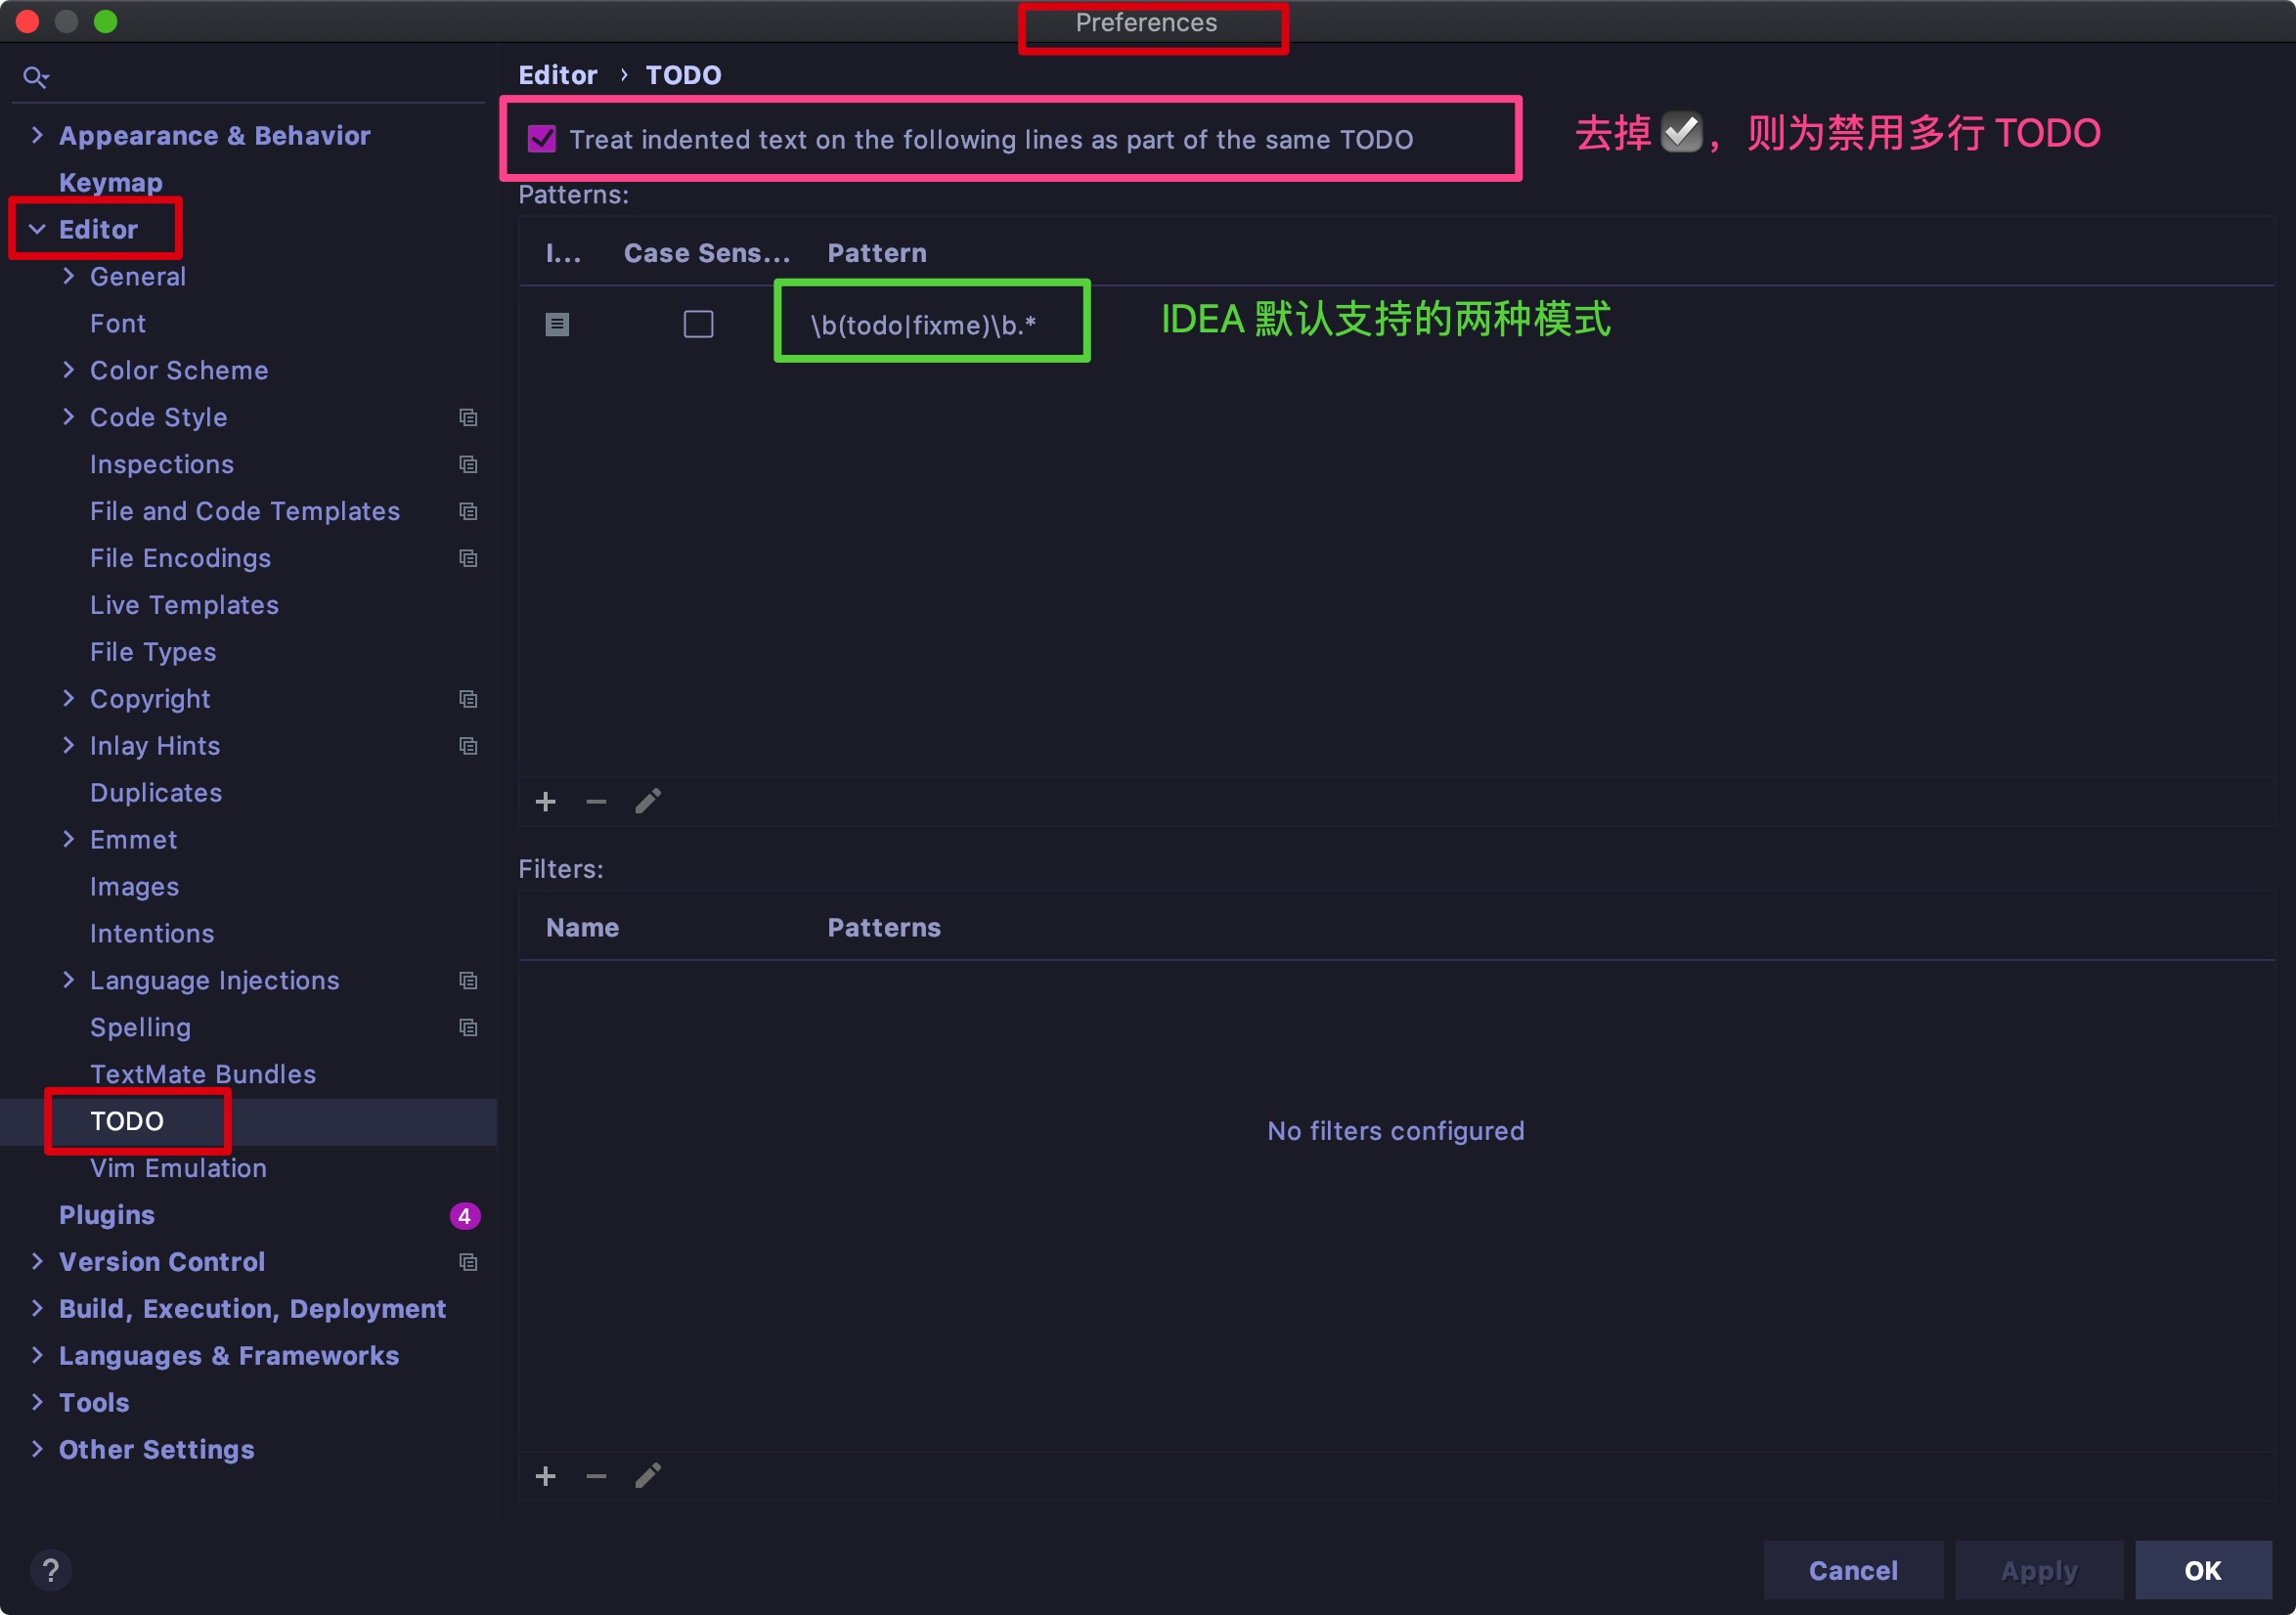 Preferences
Editor › TODO
Treat indented text on the following lines as part of the same TODO
去掉✔, 则为禁用多行 TODO
Patterns:
I... Case Sens... Pattern
\b(todo|fixme)\b.*
IDEA 默认支持的两种模式
Filters:
Name Patterns
No filters configured
Appearance & Behavior
Keymap
Editor
General
Font
Color Scheme
Code Style
Inspections
File and Code Templates
File Encodings
Live Templates
File Types
Copyright
Inlay Hints
Duplicates
Emmet
Images
Intentions
Language Injections
Spelling
TextMate Bundles
TODO
Vim Emulation
Plugins 4
Version Control
Build, Execution, Deployment
Languages & Frameworks
Tools
Other Settings
?
Cancel Apply OK